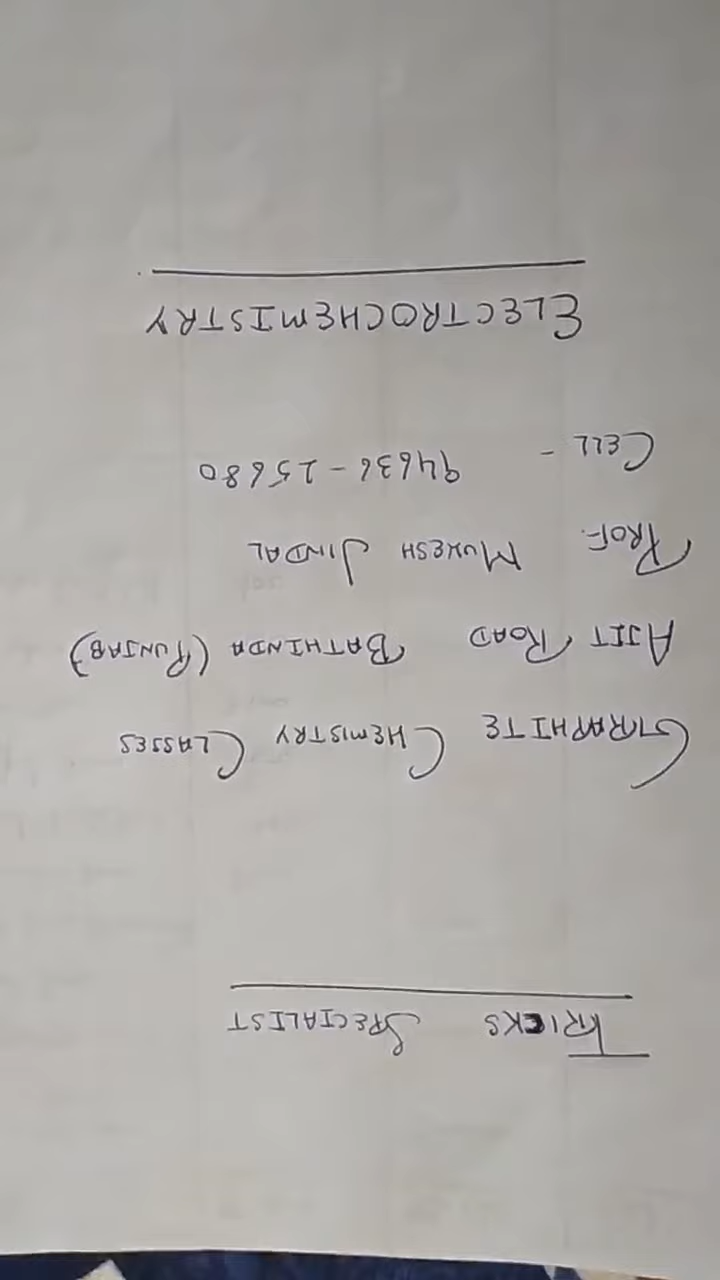 TRICKS SPECIALIST
GRAPHITE CHEMISTRY CLASSES
AJIT ROAD BATHINDA (PUNJAB)
PROF. MUKESH JINDAL
CELL - 94636-25680
ELECTROCHEMISTRY